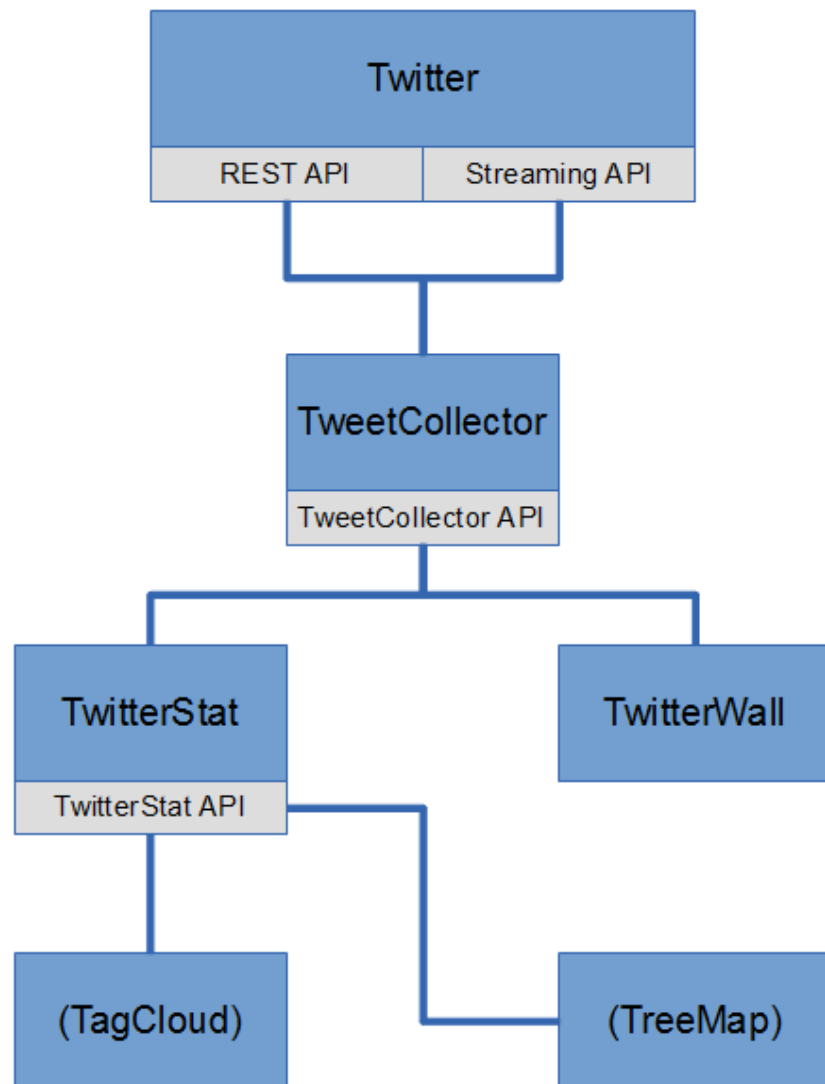 Twitter
REST API
Streaming API
TweetCollector
TweetCollector API
TwitterStat
TwitterWall
TwitterStat API
(TagCloud)
(TreeMap)